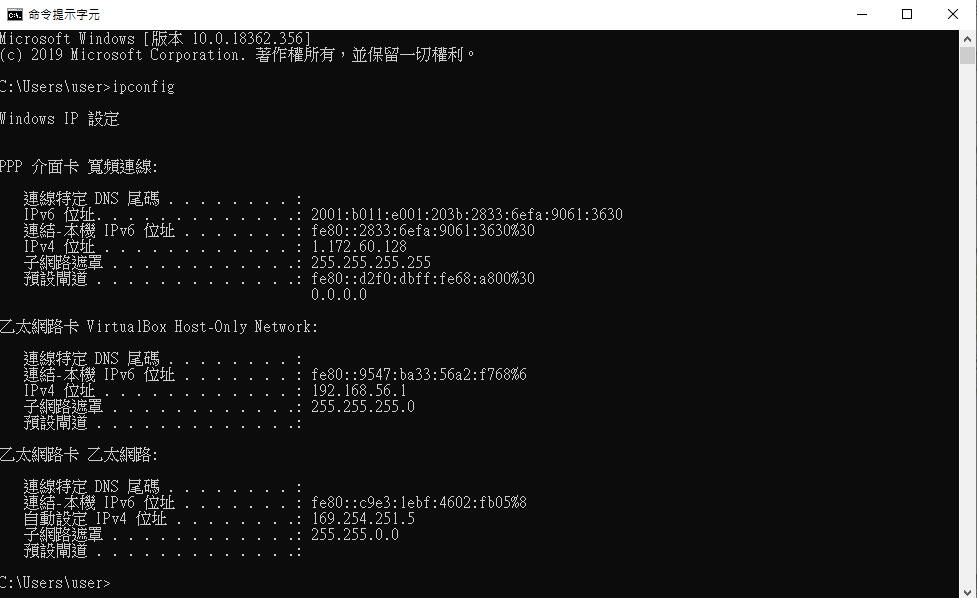 命令提示字元
Microsoft Windows [版本 10.0.18362.356]
(c) 2019 Microsoft Corporation. 著作權所有，並保留一切權利。
C:\Users\user>ipconfig
Windows IP 設定
PPP 介面卡 寬頻連線:
連線特定 DNS 尾碼 . . . . . . . . :
IPv6 位址. . . . . . . . . . . . . : 2001:b011:e001:203b:2833:6efa:9061:3630
連結-本機 IPv6 位址 . . . . . . . : fe80::2833:6efa:9061:3630%30
IPv4 位址 . . . . . . . . . . . . : 1.172.60.128
子網路遮罩 . . . . . . . . . . . .: 255.255.255.255
預設閘道 . . . . . . . . . . . . .: fe80::d2f0:dbff:fe68:a800%30
0.0.0.0
乙太網路卡 VirtualBox Host-Only Network:
連線特定 DNS 尾碼 . . . . . . . . :
連結-本機 IPv6 位址 . . . . . . . : fe80::9547:ba33:56a2:f768%6
IPv4 位址 . . . . . . . . . . . . : 192.168.56.1
子網路遮罩 . . . . . . . . . . . .: 255.255.255.0
預設閘道 . . . . . . . . . . . . .:
乙太網路卡 乙太網路:
連線特定 DNS 尾碼 . . . . . . . . :
連結-本機 IPv6 位址 . . . . . . . : fe80::c9e3:1ebf:4602:fb05%8
自動設定 IPv4 位址 . . . . . . . .: 169.254.251.5
子網路遮罩 . . . . . . . . . . . .: 255.255.0.0
預設閘道 . . . . . . . . . . . . .:
C:\Users\user>